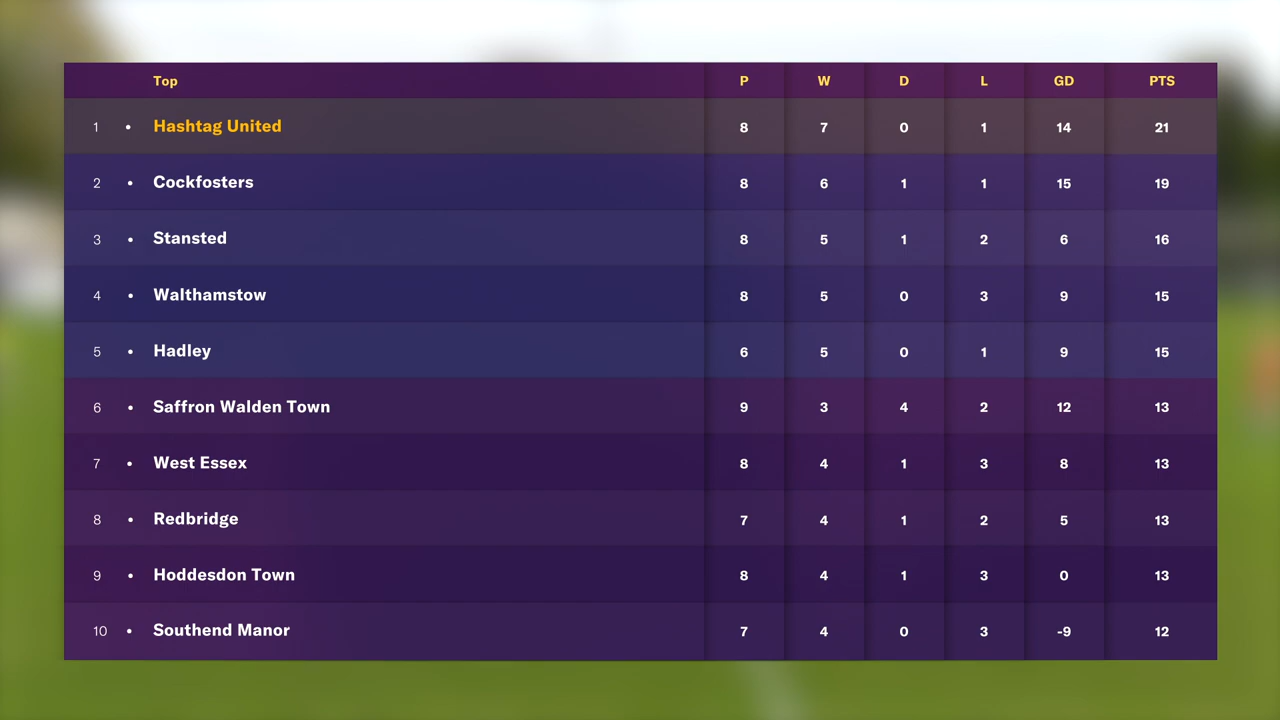 Top P W D L GD PTS
1 • Hashtag United 8 7 0 1 14 21
2 • Cockfosters 8 6 1 1 15 19
3 • Stansted 8 5 1 2 6 16
4 • Walthamstow 8 5 0 3 9 15
5 • Hadley 6 5 0 1 9 15
6 • Saffron Walden Town 9 3 4 2 12 13
7 • West Essex 8 4 1 3 8 13
8 • Redbridge 7 4 1 2 5 13
9 • Hoddesdon Town 8 4 1 3 0 13
10 • Southend Manor 7 4 0 3 -9 12